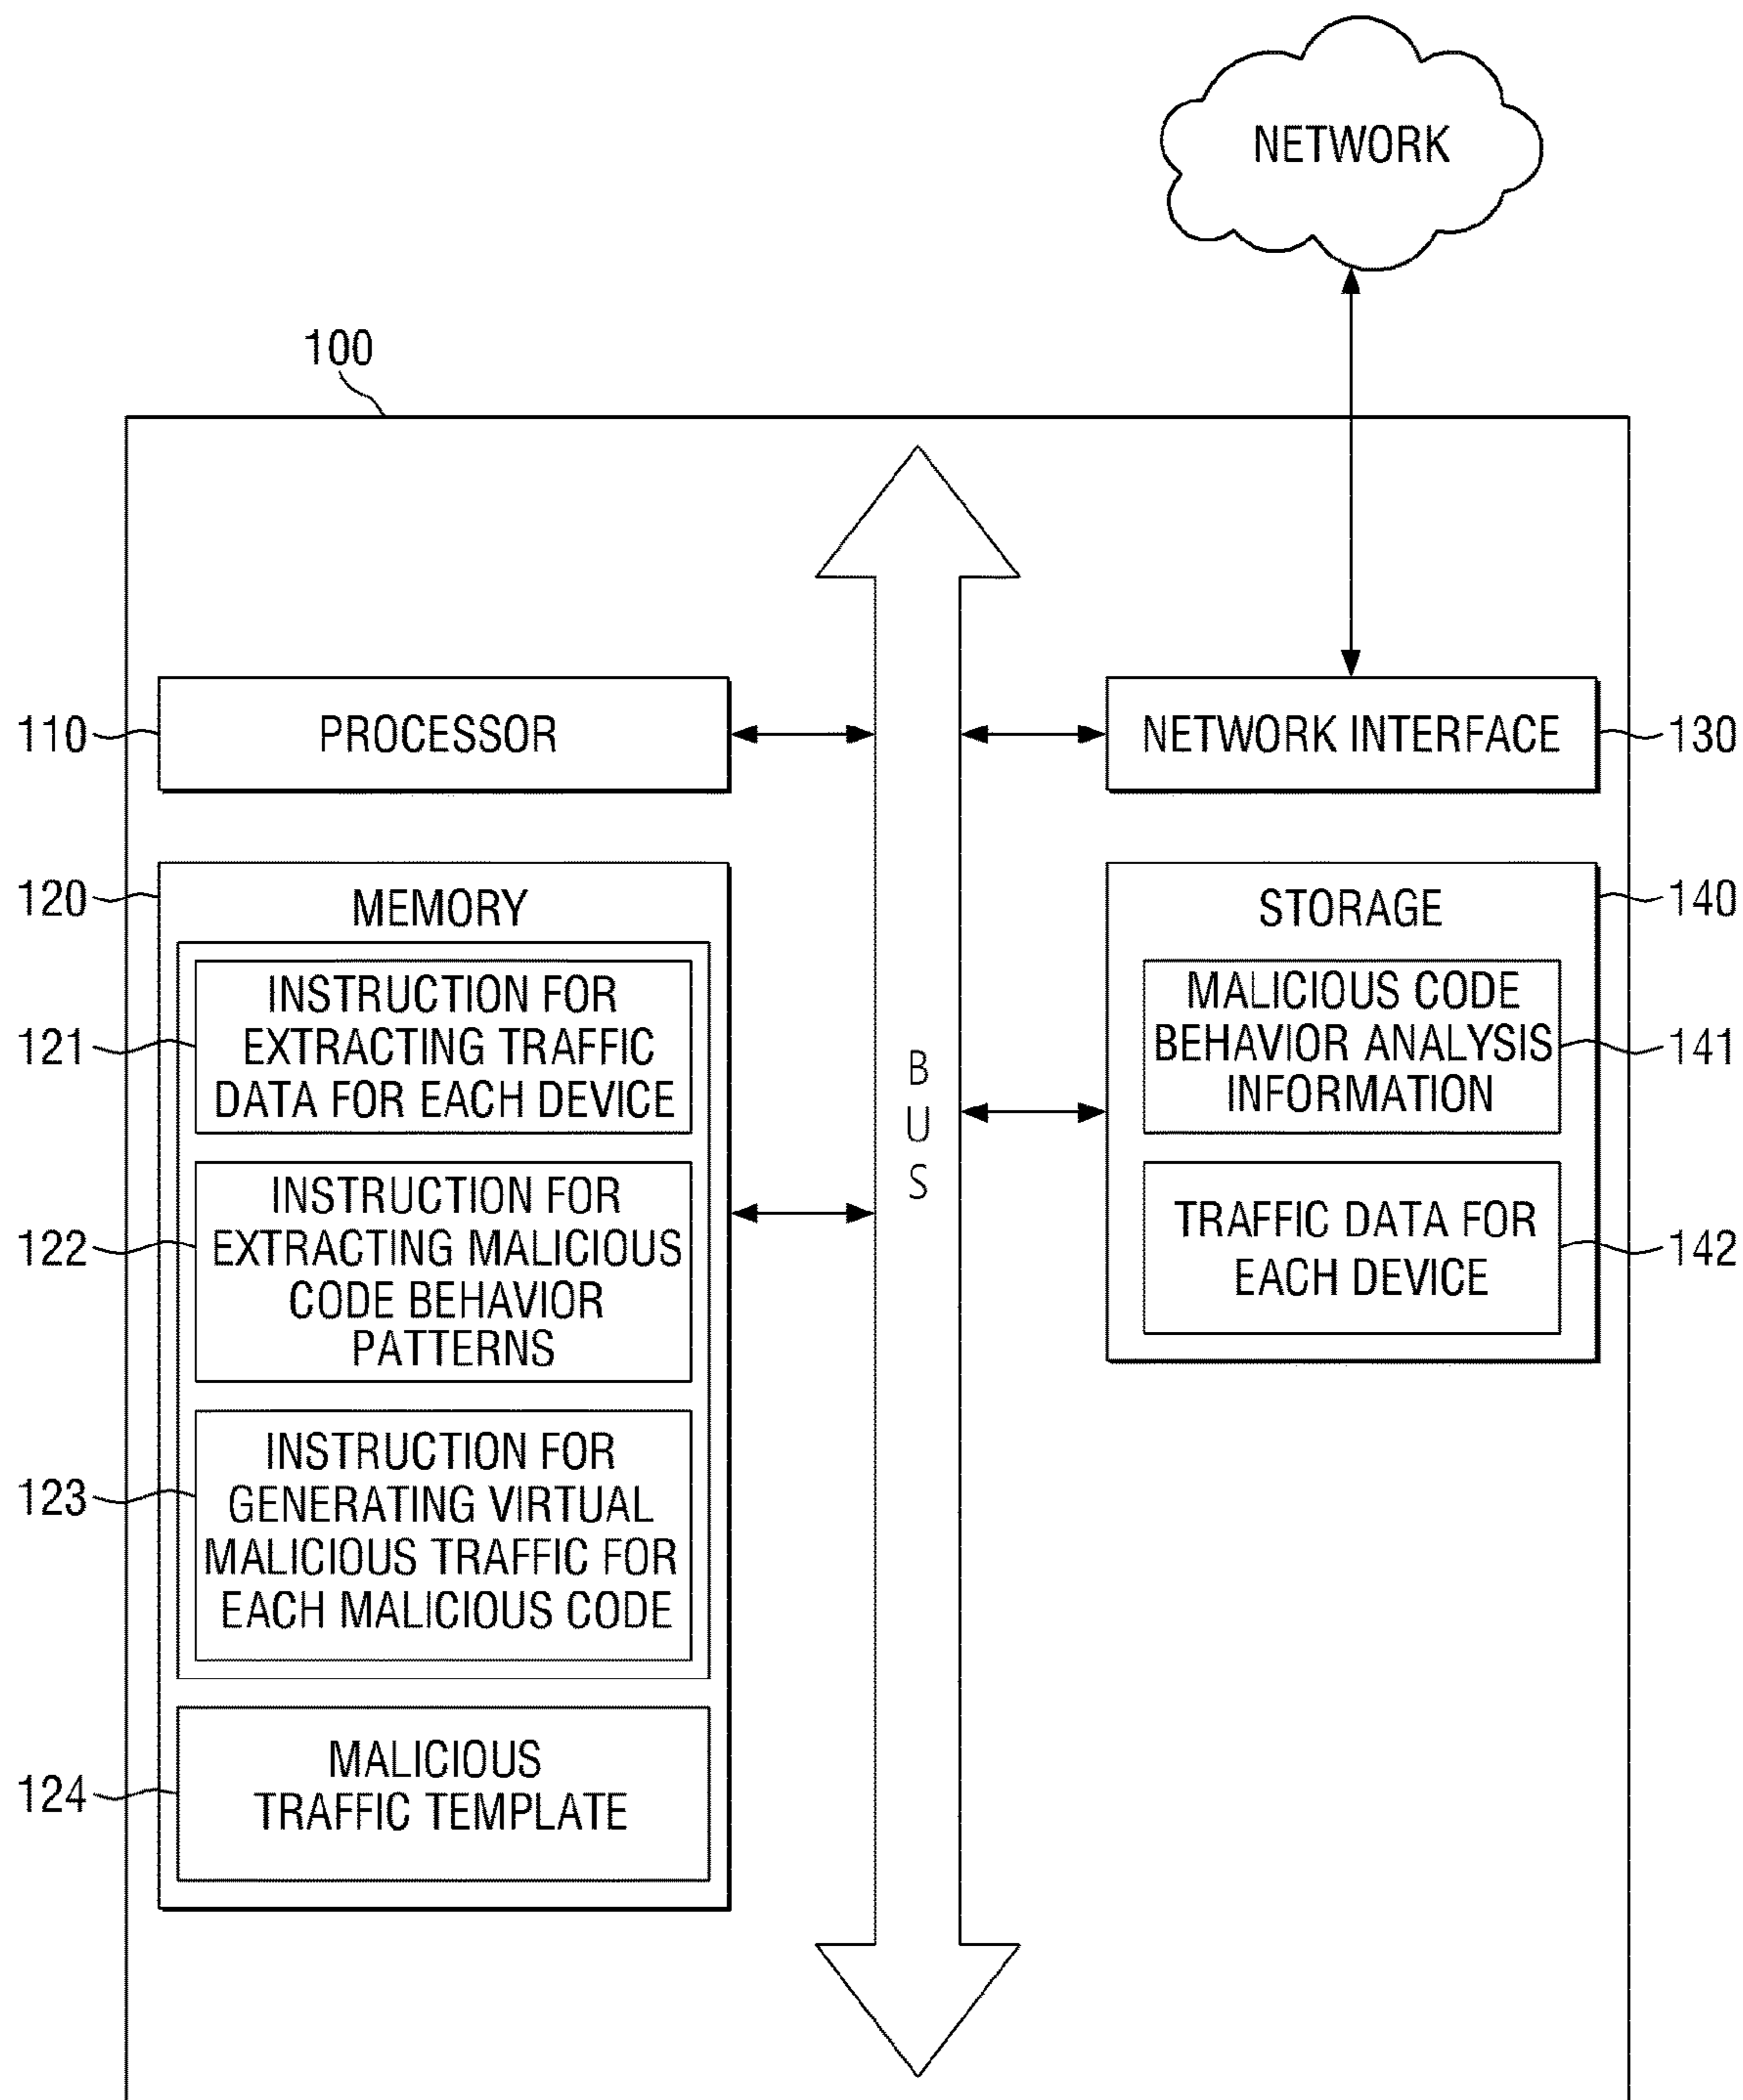 NETWORK
100
110
PROCESSOR
NETWORK INTERFACE
130
120
MEMORY
STORAGE
140
121
INSTRUCTION FOR
EXTRACTING TRAFFIC
DATA FOR EACH DEVICE
122
INSTRUCTION FOR
EXTRACTING MALICIOUS
CODE BEHAVIOR
PATTERNS
123
INSTRUCTION FOR
GENERATING VIRTUAL
MALICIOUS TRAFFIC FOR
EACH MALICIOUS CODE
124
MALICIOUS
TRAFFIC TEMPLATE
BUS
MALICIOUS CODE
BEHAVIOR ANALYSIS
INFORMATION
141
TRAFFIC DATA FOR
EACH DEVICE
142